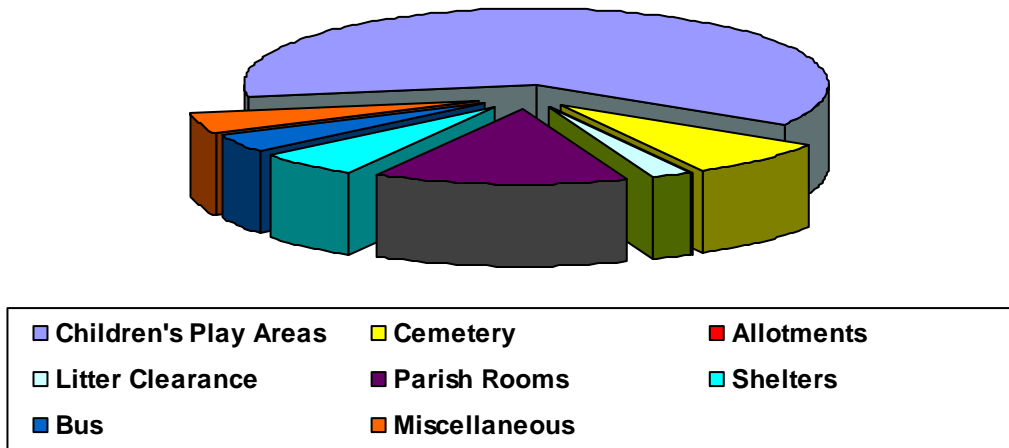 Children's Play Areas Cemetery Allotments
Litter Clearance Parish Rooms Shelters
Bus Miscellaneous